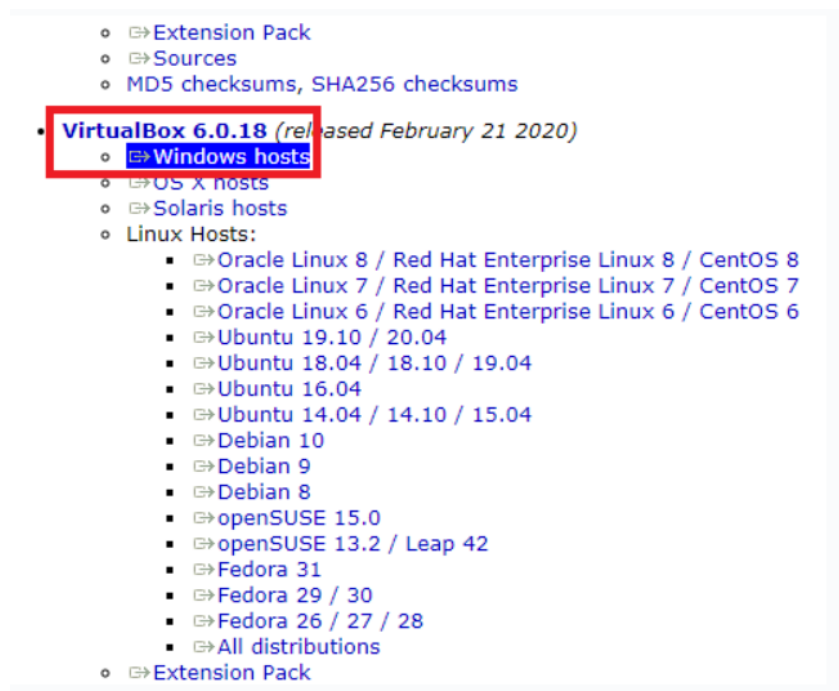 Extension Pack
Sources
MD5 checksums, SHA256 checksums
VirtualBox 6.0.18 (released February 21 2020)
Windows hosts
OS X hosts
Solaris hosts
Linux Hosts:
Oracle Linux 8 / Red Hat Enterprise Linux 8 / CentOS 8
Oracle Linux 7 / Red Hat Enterprise Linux 7 / CentOS 7
Oracle Linux 6 / Red Hat Enterprise Linux 6 / CentOS 6
Ubuntu 19.10 / 20.04
Ubuntu 18.04 / 18.10 / 19.04
Ubuntu 16.04
Ubuntu 14.04 / 14.10 / 15.04
Debian 10
Debian 9
Debian 8
openSUSE 15.0
openSUSE 13.2 / Leap 42
Fedora 31
Fedora 29 / 30
Fedora 26 / 27 / 28
All distributions
Extension Pack